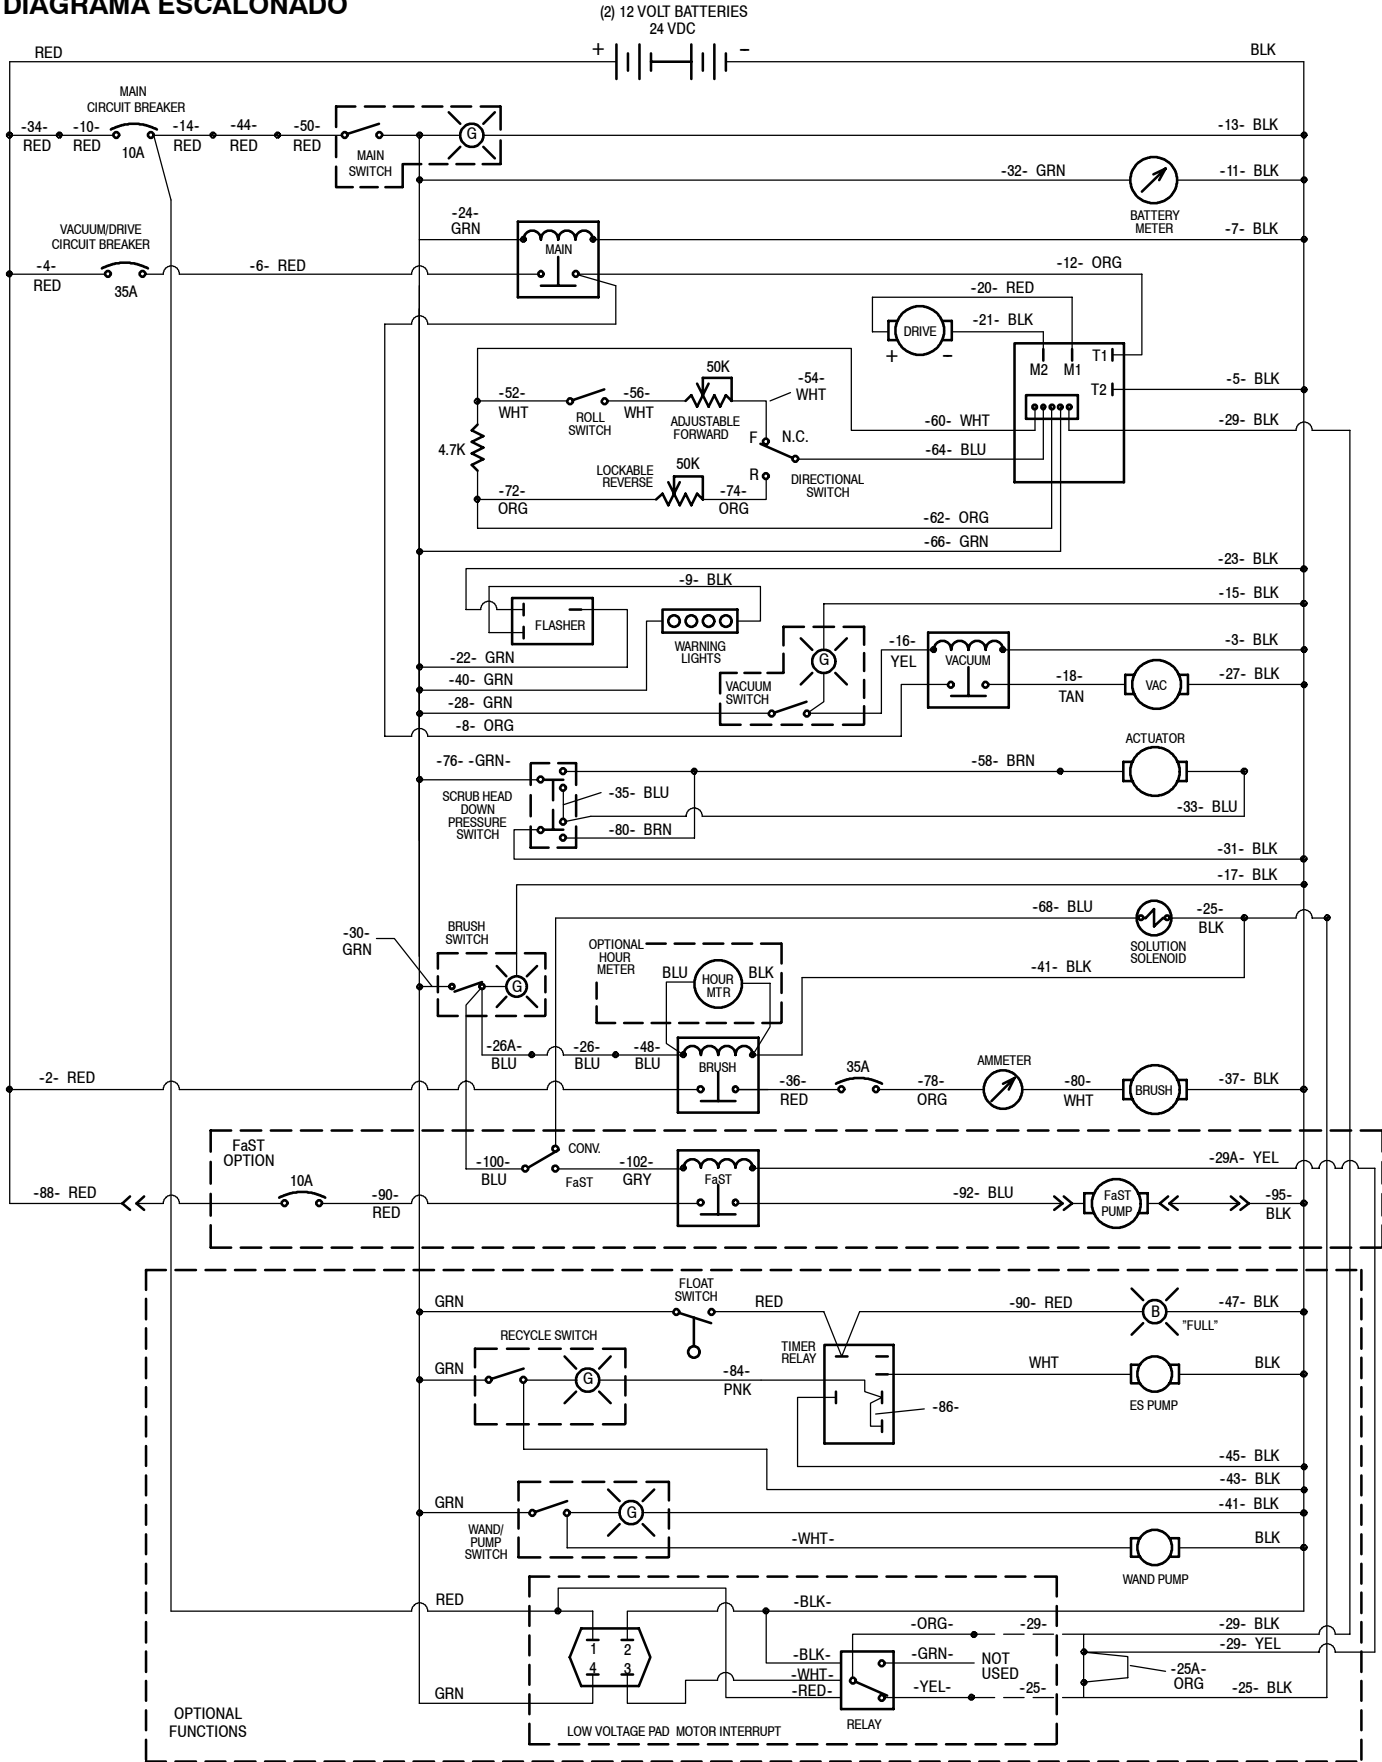 DIAGRAMA ESCALONADO
(2) 12 VOLT BATTERIES
24 VDC
RED
+
–
BLK
MAIN
CIRCUIT BREAKER
-34-
RED
-10-
RED
10A
-14-
RED
-44-
RED
-50-
RED
MAIN
SWITCH
G
-13- BLK
-32- GRN
BATTERY
METER
-11- BLK
-24-
GRN
MAIN
-7- BLK
VACUUM/DRIVE
CIRCUIT BREAKER
-4-
RED
35A
-6- RED
-12- ORG
-20- RED
DRIVE
+
–
-21- BLK
M2
M1
T1
T2
-5- BLK
-52-
WHT
ROLL
SWITCH
-56-
WHT
50K
ADJUSTABLE
FORWARD
-54-
WHT
-60- WHT
-29- BLK
4.7K
F
N.C.
-64- BLU
LOCKABLE
REVERSE
50K
R
DIRECTIONAL
SWITCH
-72-
ORG
-74-
ORG
-62- ORG
-66- GRN
-23- BLK
-9- BLK
-15- BLK
FLASHER
WARNING
LIGHTS
-22- GRN
-40- GRN
-28- GRN
-8- ORG
VACUUM
SWITCH
G
-16-
YEL
VACUUM
-3- BLK
-18-
TAN
VAC
-27- BLK
-76- -GRN-
SCRUB HEAD
DOWN
PRESSURE
SWITCH
-35- BLU
-80- BRN
-58- BRN
ACTUATOR
-33- BLU
-31- BLK
-17- BLK
-30-
GRN
BRUSH
SWITCH
G
OPTIONAL
HOUR
METER
BLU
HOUR
MTR
BLK
-68- BLU
SOLUTION
SOLENOID
-25-
BLK
-41- BLK
-26A-
BLU
-26-
BLU
-48-
BLU
BRUSH
-2- RED
-36-
RED
35A
-78-
ORG
AMMETER
-80-
WHT
BRUSH
-37- BLK
FaST
OPTION
-100-
BLU
CONV.
FaST
-102-
GRY
FaST
-29A- YEL
-88- RED
10A
-90-
RED
-92- BLU
FaST
PUMP
-95-
BLK
GRN
FLOAT
SWITCH
RED
-90- RED
B
"FULL"
-47- BLK
RECYCLE SWITCH
GRN
G
-84-
PNK
TIMER
RELAY
-86-
WHT
ES PUMP
BLK
-45- BLK
-43- BLK
GRN
WAND/
PUMP
SWITCH
G
-41- BLK
-WHT-
WAND PUMP
BLK
RED
-BLK-
1
2
4
3
GRN
-BLK-
-WHT-
-RED-
RELAY
-ORG-
-29-
-GRN-
NOT
USED
-YEL-
-25-
-29- BLK
-29- YEL
-25A-
ORG
-25- BLK
LOW VOLTAGE PAD MOTOR INTERRUPT
OPTIONAL
FUNCTIONS